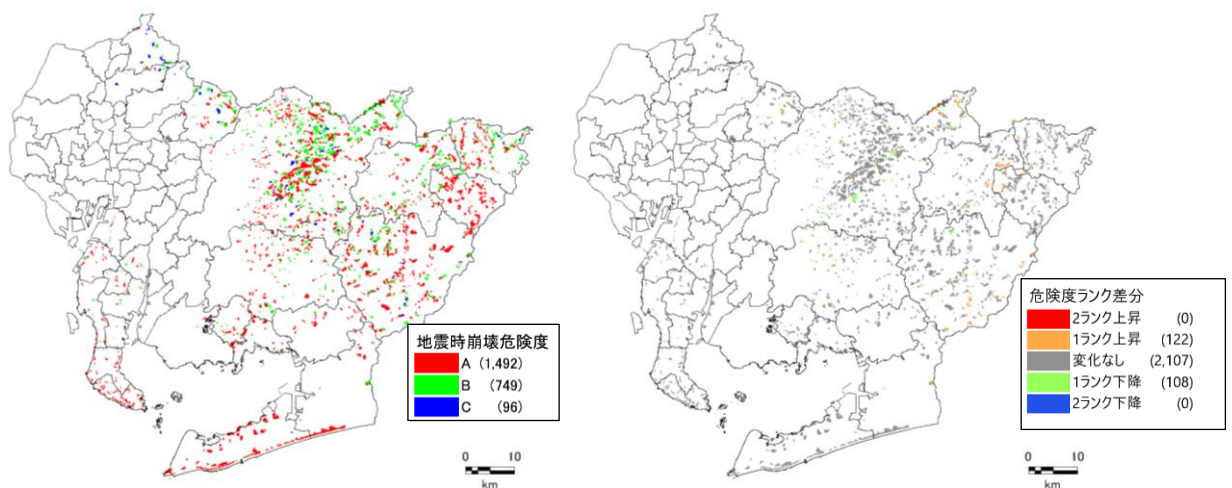 地震時崩壊危険度
A (1,492)
B (749)
C (96)
0 10
km
危険度ランク差分
2ランク上昇 (0)
1ランク上昇 (122)
変化なし (2,107)
1ランク下降 (108)
2ランク下降 (0)
0 10
km